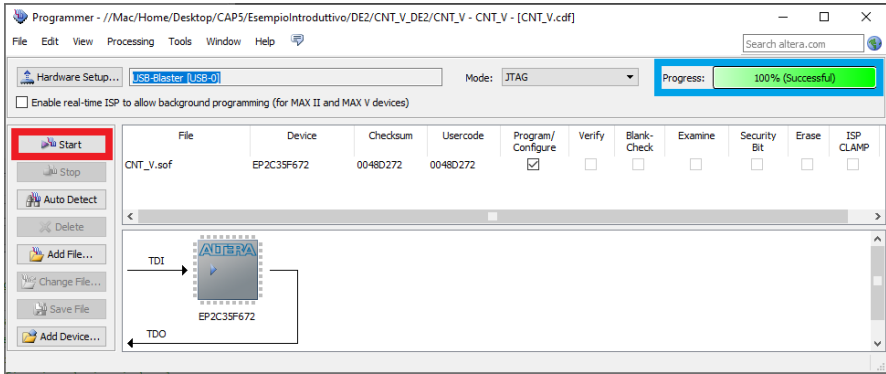 Programmer - //Mac/Home/Desktop/CAP5/EsempioIntroduttivo/DE2/CNT_V_DE2/CNT_V - CNT_V - [CNT_V.cdf]
File Edit View Processing Tools Window Help
Search altera.com
Hardware Setup... USB-Blaster [USB-0] Mode: JTAG Progress: 100% (Successful)
Enable real-time ISP to allow background programming (for MAX II and MAX V devices)
Start
Stop
Auto Detect
Delete
Add File...
Change File...
Save File
Add Device...
File Device Checksum Usercode Program/ Verify Blank- Examine Security Erase ISP
Configure Check Bit CLAMP
CNT_V.sof EP2C35F672 0048D272 0048D272
ALTERA
TDI
EP2C35F672
TDO